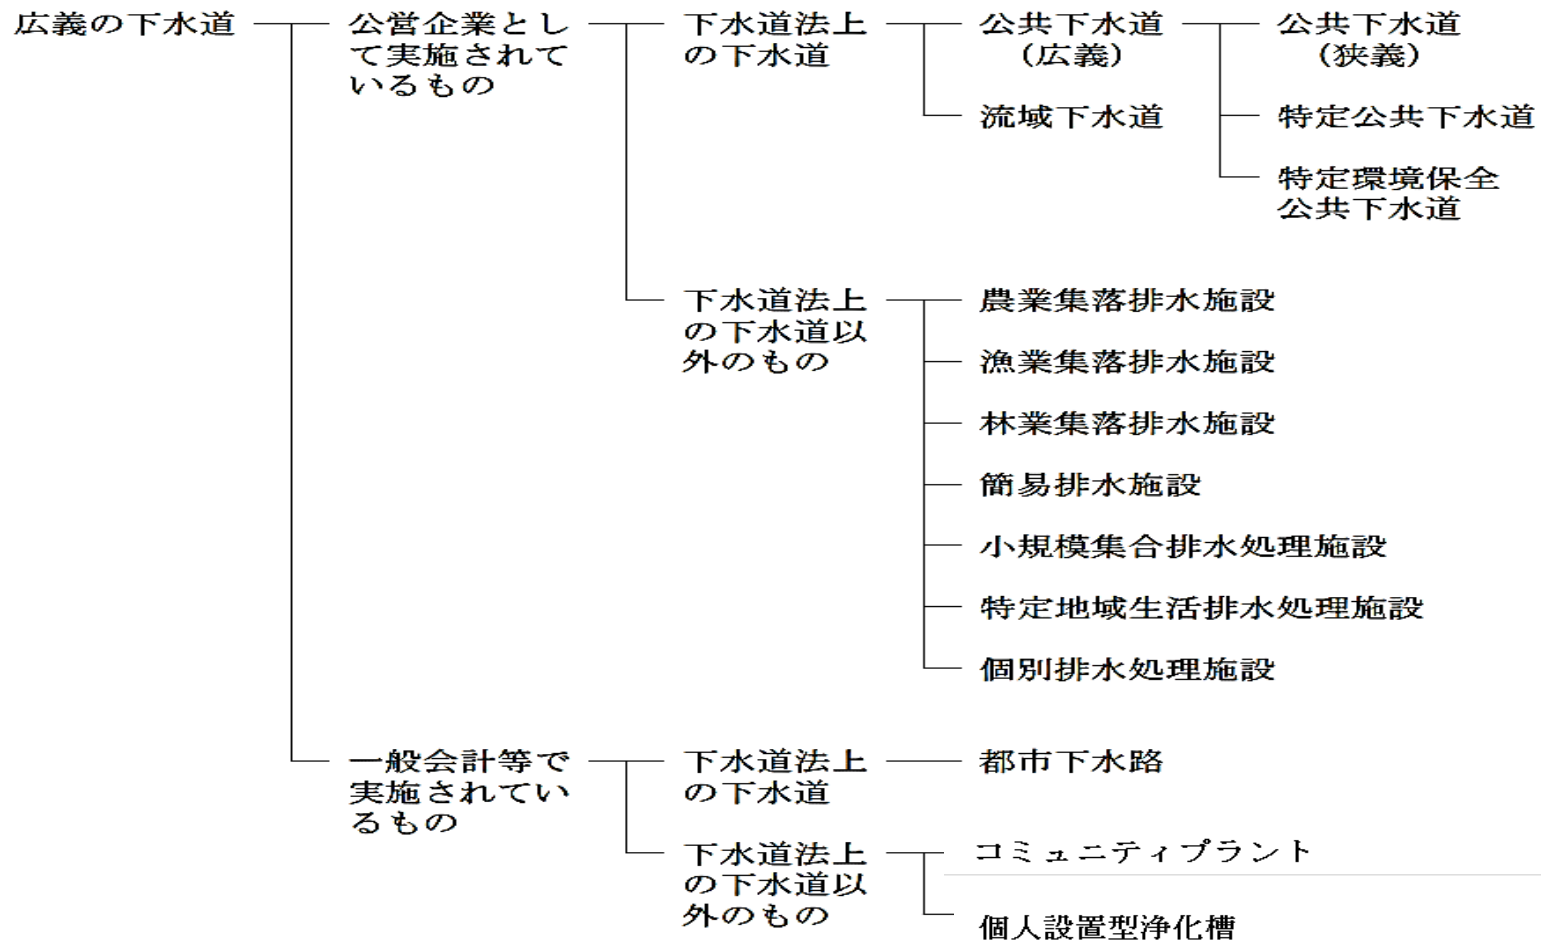 広義の下水道
公営企業とし
て実施されて
いるもの
下水道法上
の下水道
公共下水道
(広義)
公共下水道
(狭義)
特定公共下水道
特定環境保全
公共下水道
流域下水道
下水道法上
の下水道以
外のもの
農業集落排水施設
漁業集落排水施設
林業集落排水施設
簡易排水施設
小規模集合排水処理施設
特定地域生活排水処理施設
個別排水処理施設
一般会計等で
実施されてい
るもの
下水道法上
の下水道
都市下水路
下水道法上
の下水道以
外のもの
コミュニティプラント
個人設置型浄化槽